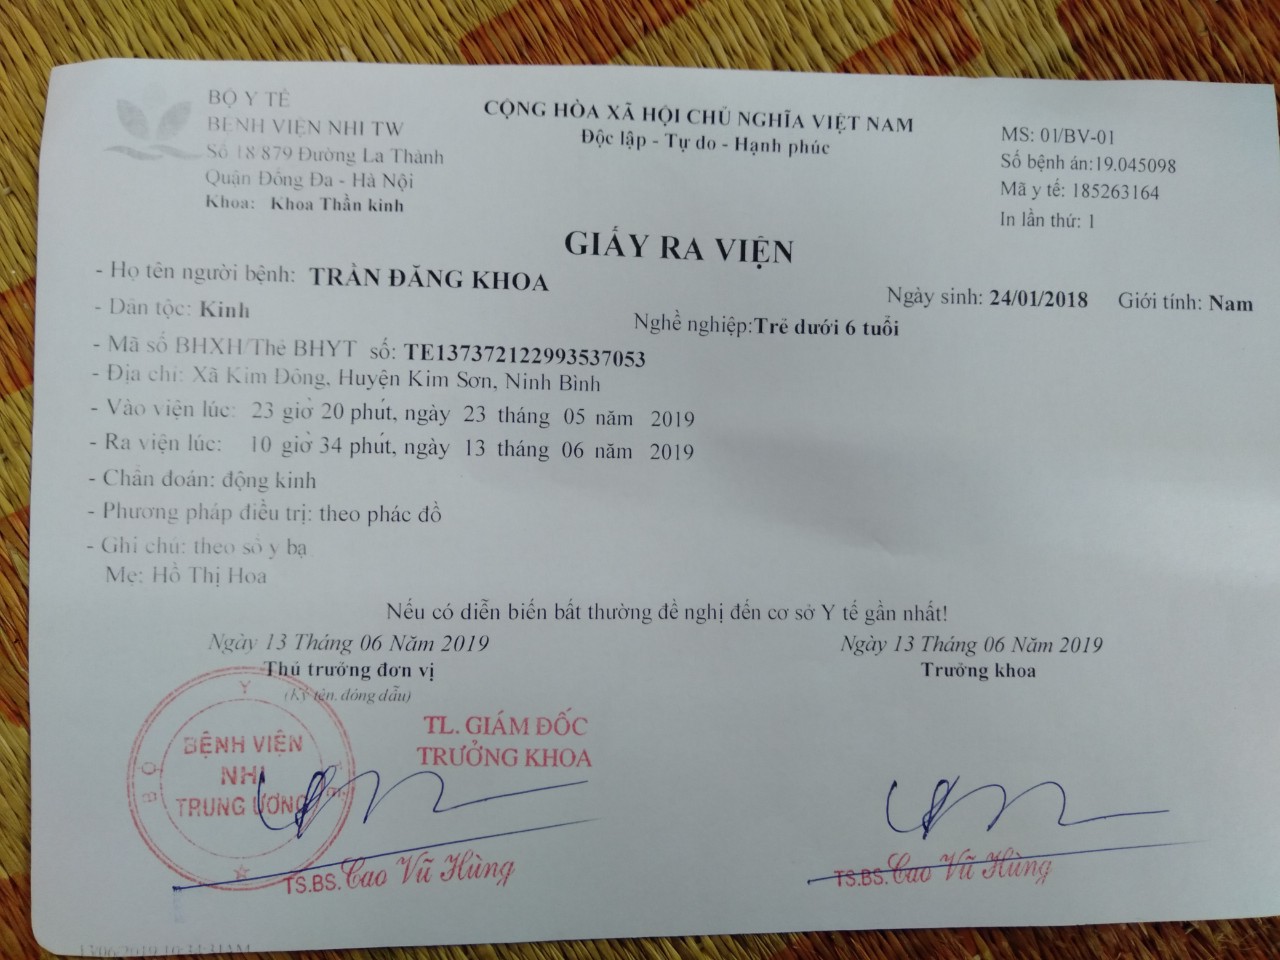 BỘ Y TẾ
BỆNH VIỆN NHI TW
Số 18/879 Đường La Thành
Quận Đống Đa - Hà Nội
Khoa: Khoa Thần kinh
CỘNG HÒA XÃ HỘI CHỦ NGHĨA VIỆT NAM
Độc lập - Tự do - Hạnh phúc
MS: 01/BV-01
Số bệnh án:19.045098
Mã y tế: 185263164
In lần thứ: 1
GIẤY RA VIỆN
- Họ tên người bệnh: TRẦN ĐĂNG KHOA
Ngày sinh: 24/01/2018 Giới tính: Nam
- Dân tộc: Kinh
Nghề nghiệp:Trẻ dưới 6 tuổi
- Mã số BHXH/Thẻ BHYT số: TE137372122993537053
- Địa chỉ: Xã Kim Đông, Huyện Kim Sơn, Ninh Bình
- Vào viện lúc: 23 giờ 20 phút, ngày 23 tháng 05 năm 2019
- Ra viện lúc: 10 giờ 34 phút, ngày 13 tháng 06 năm 2019
- Chẩn đoán: động kinh
- Phương pháp điều trị: theo phác đồ
- Ghi chú: theo sổ y bạ
Mẹ: Hồ Thị Hoa
Nếu có diễn biến bất thường đề nghị đến cơ sở Y tế gần nhất!
Ngày 13 Tháng 06 Năm 2019
Thủ trưởng đơn vị
(Ký tên, đóng dấu)
Ngày 13 Tháng 06 Năm 2019
Trưởng khoa
TL. GIÁM ĐỐC
TRƯỞNG KHOA
BỘ Y TẾ
BỆNH VIỆN
NHI
TRUNG ƯƠNG
TS.BS. Cao Vũ Hùng
TS.BS. Cao Vũ Hùng
13/06/2019 10:34:31AM